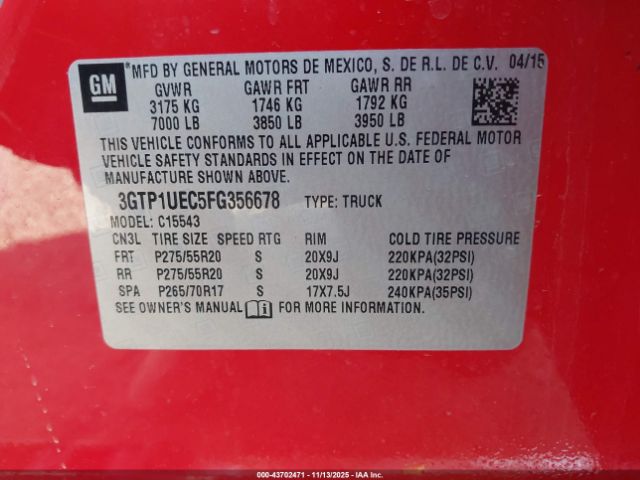 GM *MFD BY GENERAL MOTORS DE MEXICO, S. DE R.L. DE C.V. 04/15
GVWR GAWR FRT GAWR RR
3175 KG 1746 KG 1792 KG
7000 LB 3850 LB 3950 LB
THIS VEHICLE CONFORMS TO ALL APPLICABLE U.S. FEDERAL MOTOR
VEHICLE SAFETY STANDARDS IN EFFECT ON THE DATE OF
MANUFACTURE SHOWN ABOVE.
3GTP1UEC5FG356678 TYPE: TRUCK
MODEL: C15543
CN3L TIRE SIZE SPEED RTG RIM COLD TIRE PRESSURE
FRT P275/55R20 S 20X9J 220KPA(32PSI)
RR P275/55R20 S 20X9J 220KPA(32PSI)
SPA P265/70R17 S 17X7.5J 240KPA(35PSI)
SEE OWNER'S MANUAL FOR MORE INFORMATION.
000-43702471 - 11/13/2025 - Copyright IAA, Inc.